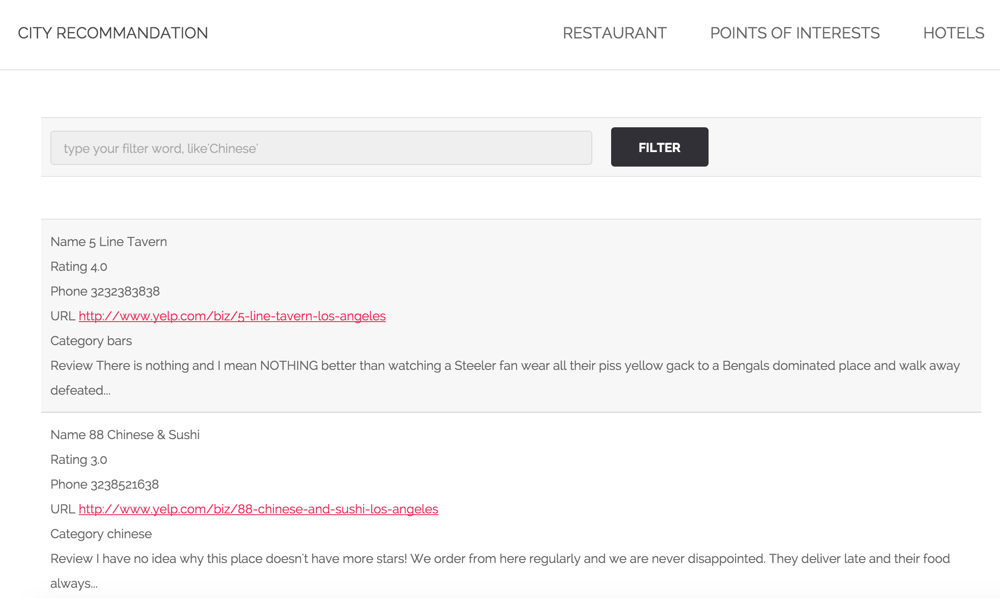 CITY RECOMMANDATION RESTAURANT POINTS OF INTERESTS HOTELS
type your filter word, like'Chinese' FILTER
Name 5 Line Tavern
Rating 4.0
Phone 3232383838
URL http://www.yelp.com/biz/5-line-tavern-los-angeles
Category bars
Review There is nothing and I mean NOTHING better than watching a Steeler fan wear all their piss yellow gack to a Bengals dominated place and walk away
defeated...
Name 88 Chinese & Sushi
Rating 3.0
Phone 3238521638
URL http://www.yelp.com/biz/88-chinese-and-sushi-los-angeles
Category chinese
Review I have no idea why this place doesn't have more stars! We order from here regularly and we are never disappointed. They deliver late and their food
always...